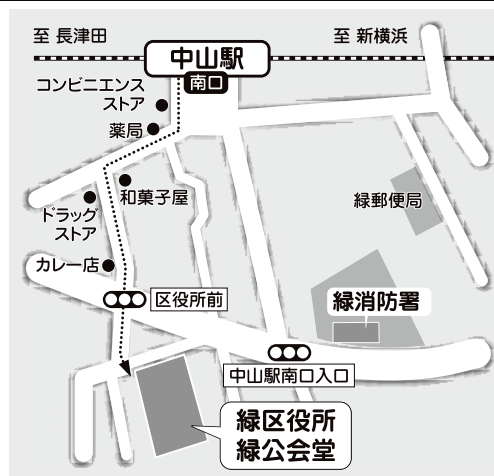 至 長津田
至 新横浜
中山駅
南口
コンビニエンス
ストア
薬局
和菓子屋
ドラッグ
ストア
緑郵便局
カレー店
区役所前
緑消防署
中山駅南口入口
緑区役所
緑公会堂